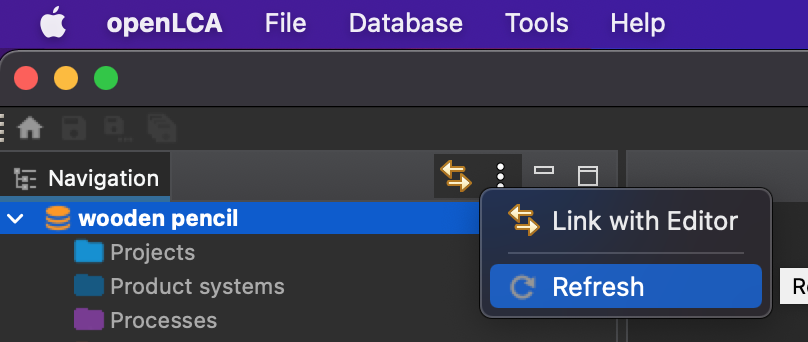 openLCA File Database Tools Help
Navigation
wooden pencil
Link with Editor
Projects
Product systems
Refresh
Processes